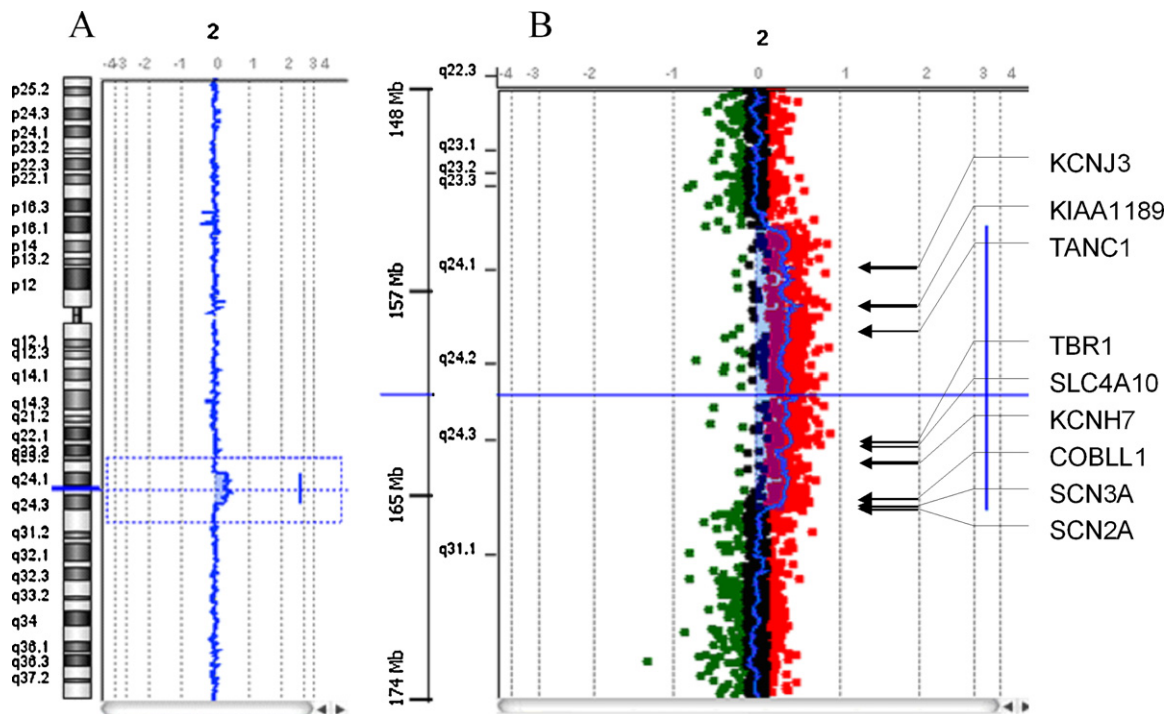 A
2
-4 -3 -2 -1 0 1 2 3 4
p25.2
p24.3
p24.1
p23.2
p22.3
p22.1
p16.3
p16.1
p14
p13.2
p12
q12.1
q12.3
q14.1
q14.3
q21.2
q22.1
q24.1
q24.3
q31.2
q32.1
q32.3
q33.2
q34
q36.1
q36.3
q37.2
B
2
-4 -3 -2 -1 0 1 2 3 4
148 Mb
157 Mb
165 Mb
174 Mb
q22.3
q23.1
q23.2
q23.3
q24.1
q24.2
q24.3
q31.1
KCNJ3
KIAA1189
TANC1
TBR1
SLC4A10
KCNH7
COBLL1
SCN3A
SCN2A